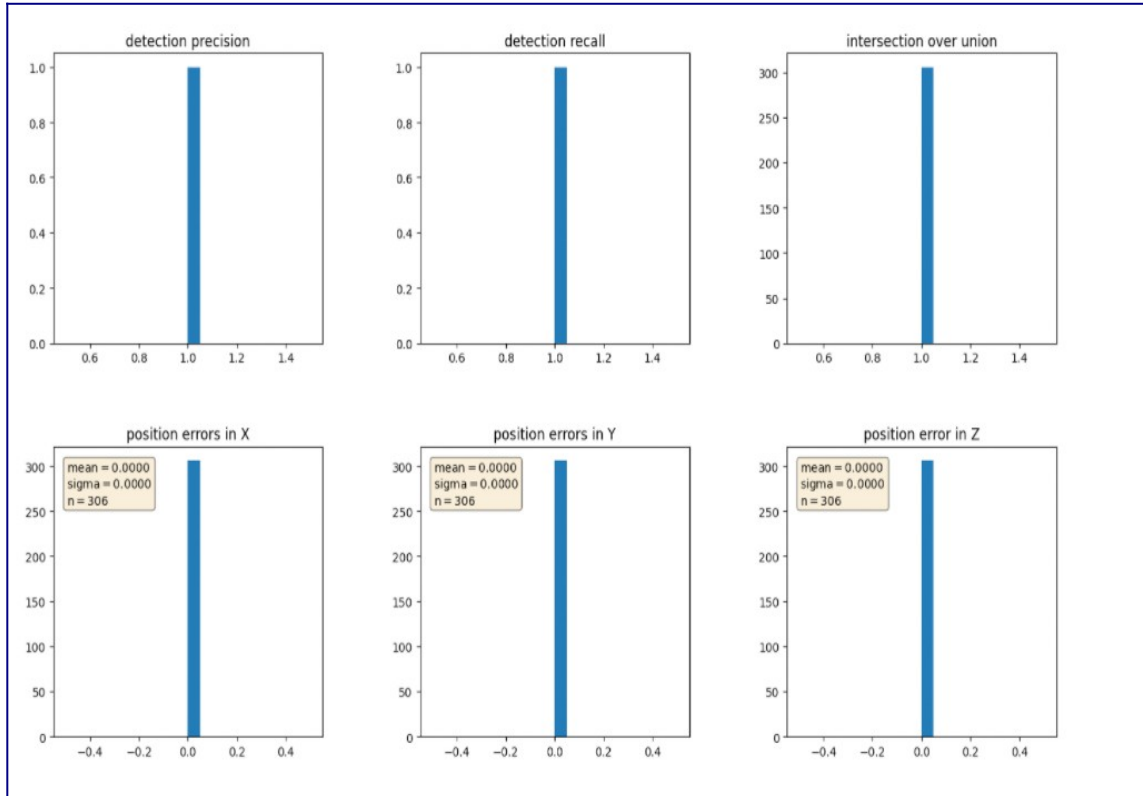 detection precision
1.0
0.8
0.6
0.4
0.2
0.0
0.6 0.8 1.0 1.2 1.4
detection recall
1.0
0.8
0.6
0.4
0.2
0.0
0.6 0.8 1.0 1.2 1.4
intersection over union
300
250
200
150
100
50
0
0.6 0.8 1.0 1.2 1.4
position errors in X
mean = 0.0000
sigma = 0.0000
n = 306
300
250
200
150
100
50
0
−0.4 −0.2 0.0 0.2 0.4
position errors in Y
mean = 0.0000
sigma = 0.0000
n = 306
300
250
200
150
100
50
0
−0.4 −0.2 0.0 0.2 0.4
position error in Z
mean = 0.0000
sigma = 0.0000
n = 306
300
250
200
150
100
50
0
−0.4 −0.2 0.0 0.2 0.4